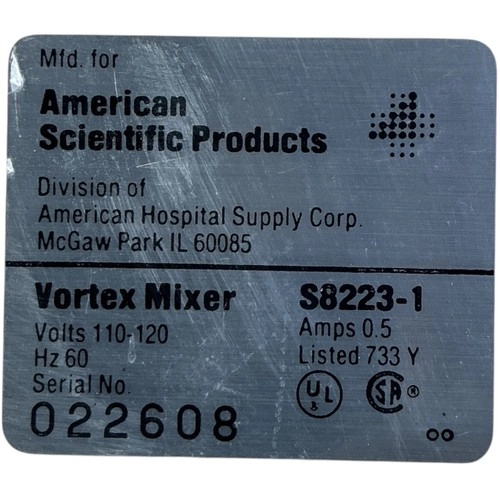 Mfd. for
American
Scientific Products
Division of
American Hospital Supply Corp.
McGaw Park IL 60085
Vortex Mixer S8223-1
Volts 110-120 Amps 0.5
Hz 60 Listed 733 Y
Serial No. UL SA ®
022608